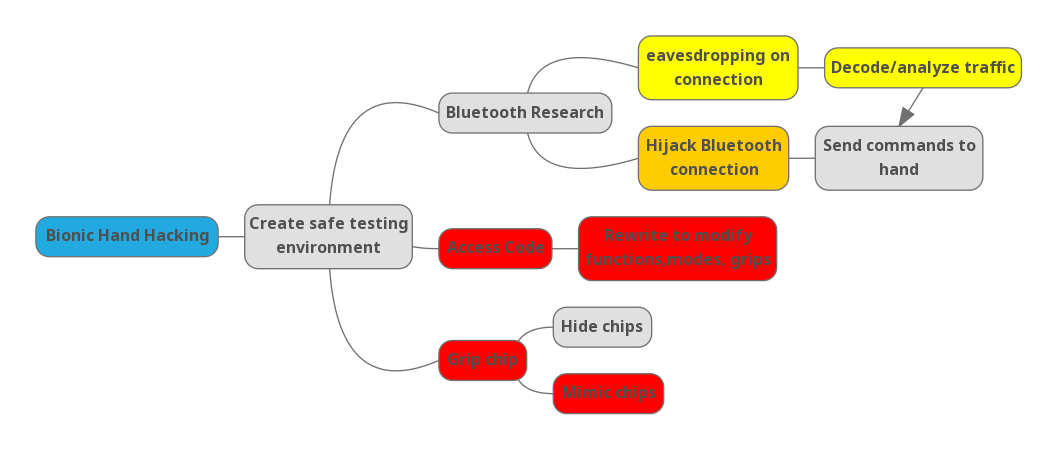 Bionic Hand Hacking
Create safe testing
environment
Bluetooth Research
eavesdropping on
connection
Decode/analyze traffic
Hijack Bluetooth
connection
Send commands to
hand
Access Code
Rewrite to modify
functions,modes, grips
Grip chip
Hide chips
Mimic chips